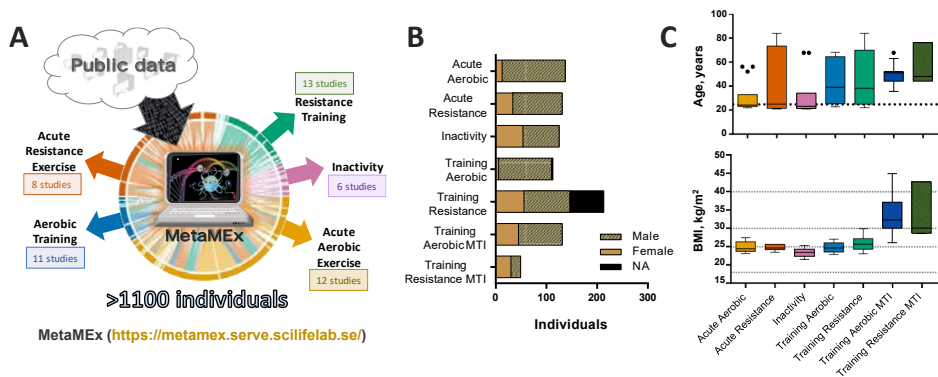 A
Public data
13 studies
Resistance
Training
Acute
Resistance
Exercise
8 studies
Inactivity
6 studies
Aerobic
Training
11 studies
MetaMEx
Acute
Aerobic
Exercise
12 studies
>1100 individuals
MetaMEx (https://metamex.serve.scilifelab.se/)
B
Acute
Aerobic
Acute
Resistance
Inactivity
Training
Aerobic
Training
Resistance
Training
Aerobic MTI
Training
Resistance MTI
Male
Female
NA
0 100 200 300
Individuals
C
Age, years
100
80
60
40
20
0
BMI, kg/m²
50
45
40
35
30
25
20
15
Acute Aerobic
Acute Resistance
Inactivity
Training Aerobic
Training Resistance
Training Aerobic MTI
Training Resistance MTI